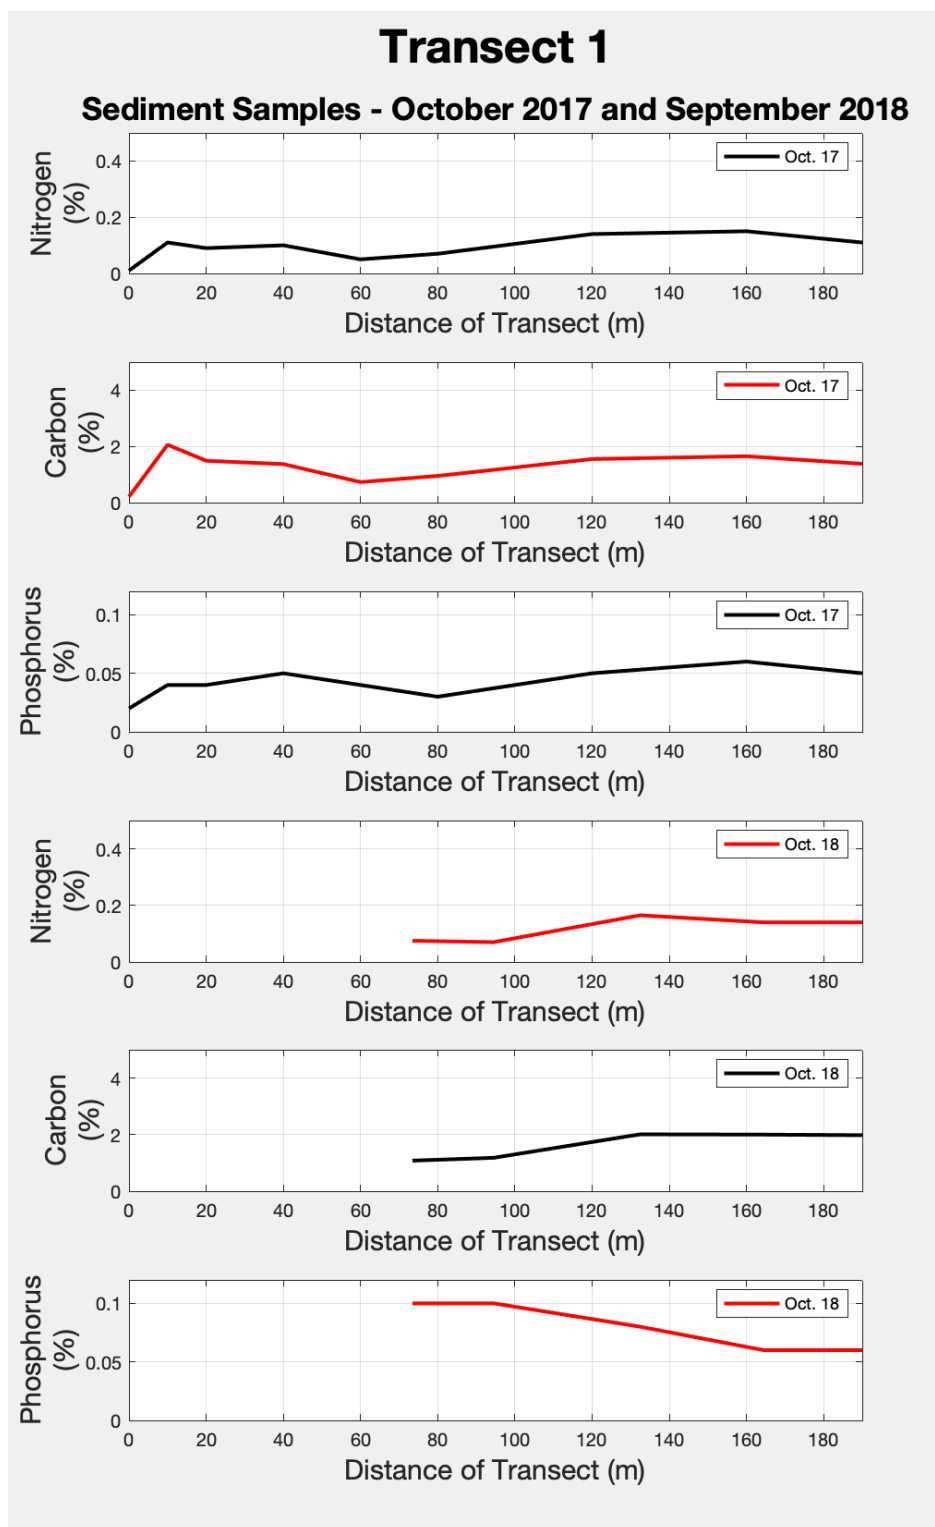 Transect 1
Sediment Samples - October 2017 and September 2018
Nitrogen
(%)
0.4
0.2
0
Oct. 17
0 20 40 60 80 100 120 140 160 180
Distance of Transect (m)
Carbon
(%)
4
2
0
Oct. 17
0 20 40 60 80 100 120 140 160 180
Distance of Transect (m)
Phosphorus
(%)
0.1
0.05
0
Oct. 17
0 20 40 60 80 100 120 140 160 180
Distance of Transect (m)
Nitrogen
(%)
0.4
0.2
0
Oct. 18
0 20 40 60 80 100 120 140 160 180
Distance of Transect (m)
Carbon
(%)
4
2
0
Oct. 18
0 20 40 60 80 100 120 140 160 180
Distance of Transect (m)
Phosphorus
(%)
0.1
0.05
0
Oct. 18
0 20 40 60 80 100 120 140 160 180
Distance of Transect (m)